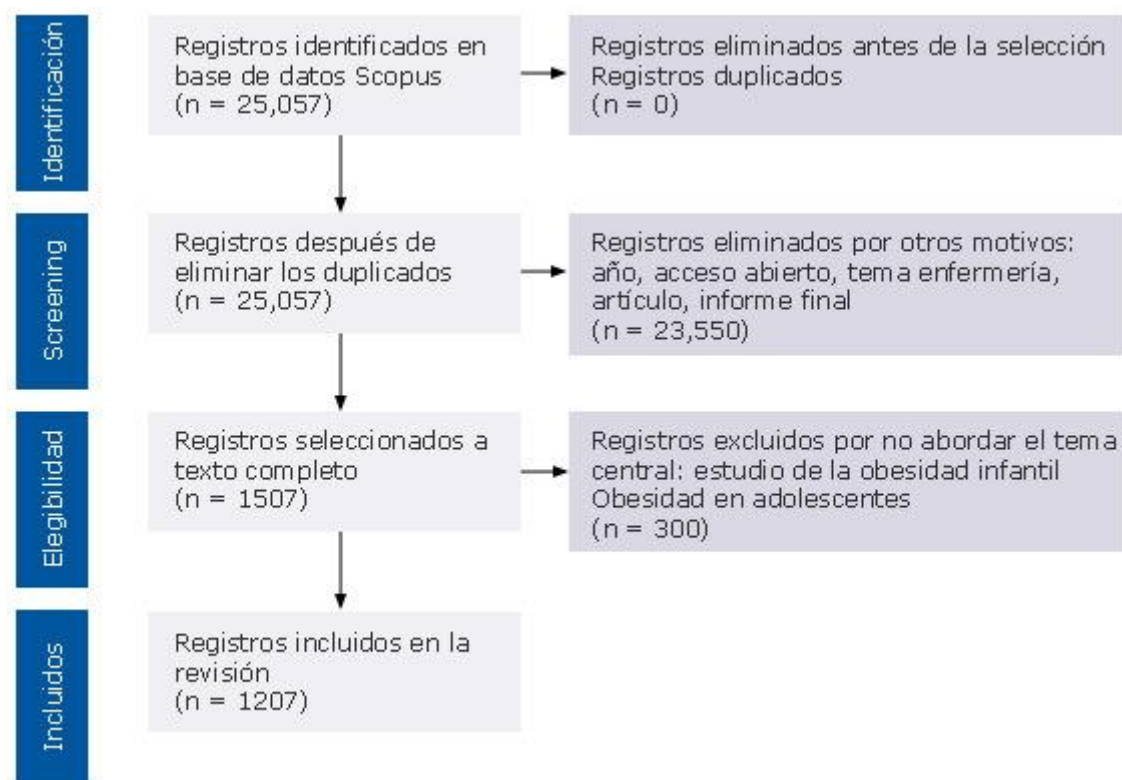 Identificación
Registros identificados en
base de datos Scopus
(n = 25,057)
Registros eliminados antes de la selección
Registros duplicados
(n = 0)
Screening
Registros después de
eliminar los duplicados
(n = 25,057)
Registros eliminados por otros motivos:
año, acceso abierto, tema enfermería,
artículo, informe final
(n = 23,550)
Elegibilidad
Registros seleccionados a
texto completo
(n = 1507)
Registros excluidos por no abordar el tema
central: estudio de la obesidad infantil
Obesidad en adolescentes
(n = 300)
Incluidos
Registros incluidos en la
revisión
(n = 1207)